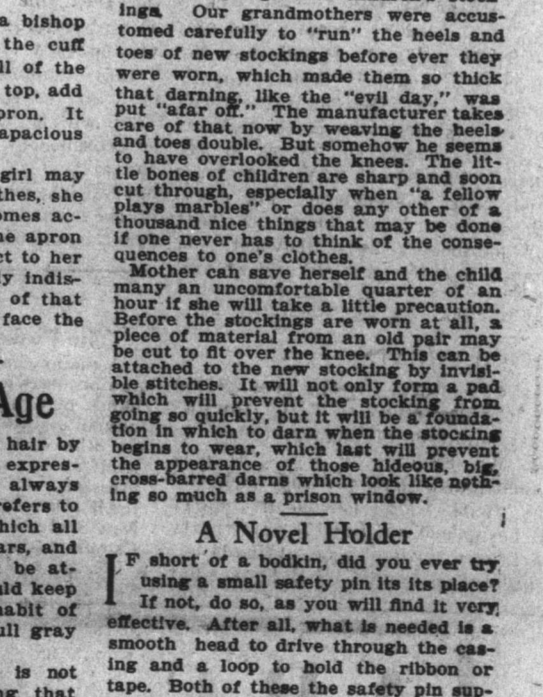 a bishop
the cuff
ll of the
top, add
pron. It
apacious
girl may
thes, she
omes ac-
he apron
ct to her
ly indis-
of that
face the
Age
hair by
expres-
always
refers to
hich all
ars, and
be at-
uld keep
habit of
ull gray
is not
ng that
ings. Our grandmothers were accus-
tomed carefully to "run" the heels and
toes of new stockings before ever they
were worn, which made them so thick
that darning, like the "evil day," was
put "afar off." The manufacturer takes
care of that now by weaving the heels
and toes double. But somehow he seems
to have overlooked the knees. The lit-
tle bones of children are sharp and soon
cut through, especially when "a fellow
plays marbles" or does any other of a
thousand nice things that may be done
if one never has to think of the conse-
quences to one's clothes.
Mother can save herself and the child
many an uncomfortable quarter of an
hour if she will take a little precaution.
Before the stockings are worn at all, a
piece of material from an old pair may
be cut to fit over the knee. This can be
attached to the new stocking by invisi-
ble stitches. It will not only form a pad
which will prevent the stocking from
going so quickly, but it will be a founda-
tion in which to darn when the stocking
begins to wear, which last will prevent
the appearance of those hideous, big,
cross-barred darns which look like noth-
ing so much as a prison window.
A Novel Holder
IF short of a bodkin, did you ever try
using a small safety pin its its place?
If not, do so, as you will find it very
effective. After all, what is needed is a
smooth head to drive through the cas-
ing and a loop to hold the ribbon or
tape. Both of these the safety pin sup